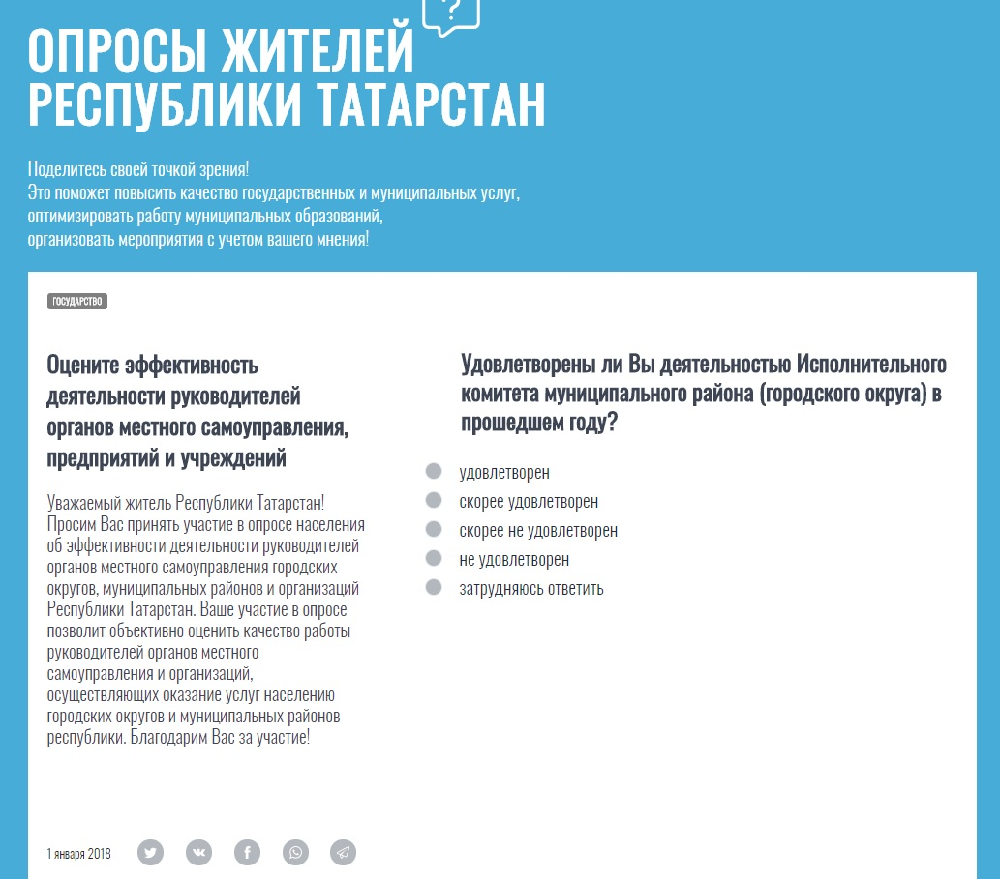 ?
ОПРОСЫ ЖИТЕЛЕЙ
РЕСПУБЛИКИ ТАТАРСТАН
Поделитесь своей точкой зрения!
Это поможет повысить качество государственных и муниципальных услуг,
оптимизировать работу муниципальных образований,
организовать мероприятия с учетом вашего мнения!
ГОСУДАРСТВО
Оцените эффективность
деятельности руководителей
органов местного самоуправления,
предприятий и учреждений
Уважаемый житель Республики Татарстан!
Просим Вас принять участие в опросе населения
об эффективности деятельности руководителей
органов местного самоуправления городских
округов, муниципальных районов и организаций
Республики Татарстан. Ваше участие в опросе
позволит объективно оценить качество работы
руководителей органов местного
самоуправления и организаций,
осуществляющих оказание услуг населению
городских округов и муниципальных районов
республики. Благодарим Вас за участие!
1 января 2018
Удовлетворены ли Вы деятельностью Исполнительного
комитета муниципального района (городского округа) в
прошедшем году?
удовлетворен
скорее удовлетворен
скорее не удовлетворен
не удовлетворен
затрудняюсь ответить